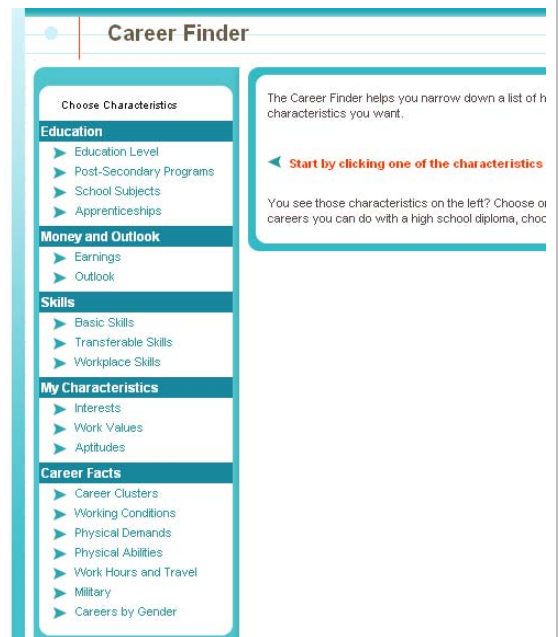 Career Finder
Choose Characteristics
Education
Education Level
Post-Secondary Programs
School Subjects
Apprenticeships
Money and Outlook
Earnings
Outlook
Skills
Basic Skills
Transferable Skills
Workplace Skills
My Characteristics
Interests
Work Values
Aptitudes
Career Facts
Career Clusters
Working Conditions
Physical Demands
Physical Abilities
Work Hours and Travel
Military
Careers by Gender
The Career Finder helps you narrow down a list of h
characteristics you want.
Start by clicking one of the characteristics
You see those characteristics on the left? Choose or
careers you can do with a high school diploma, choo